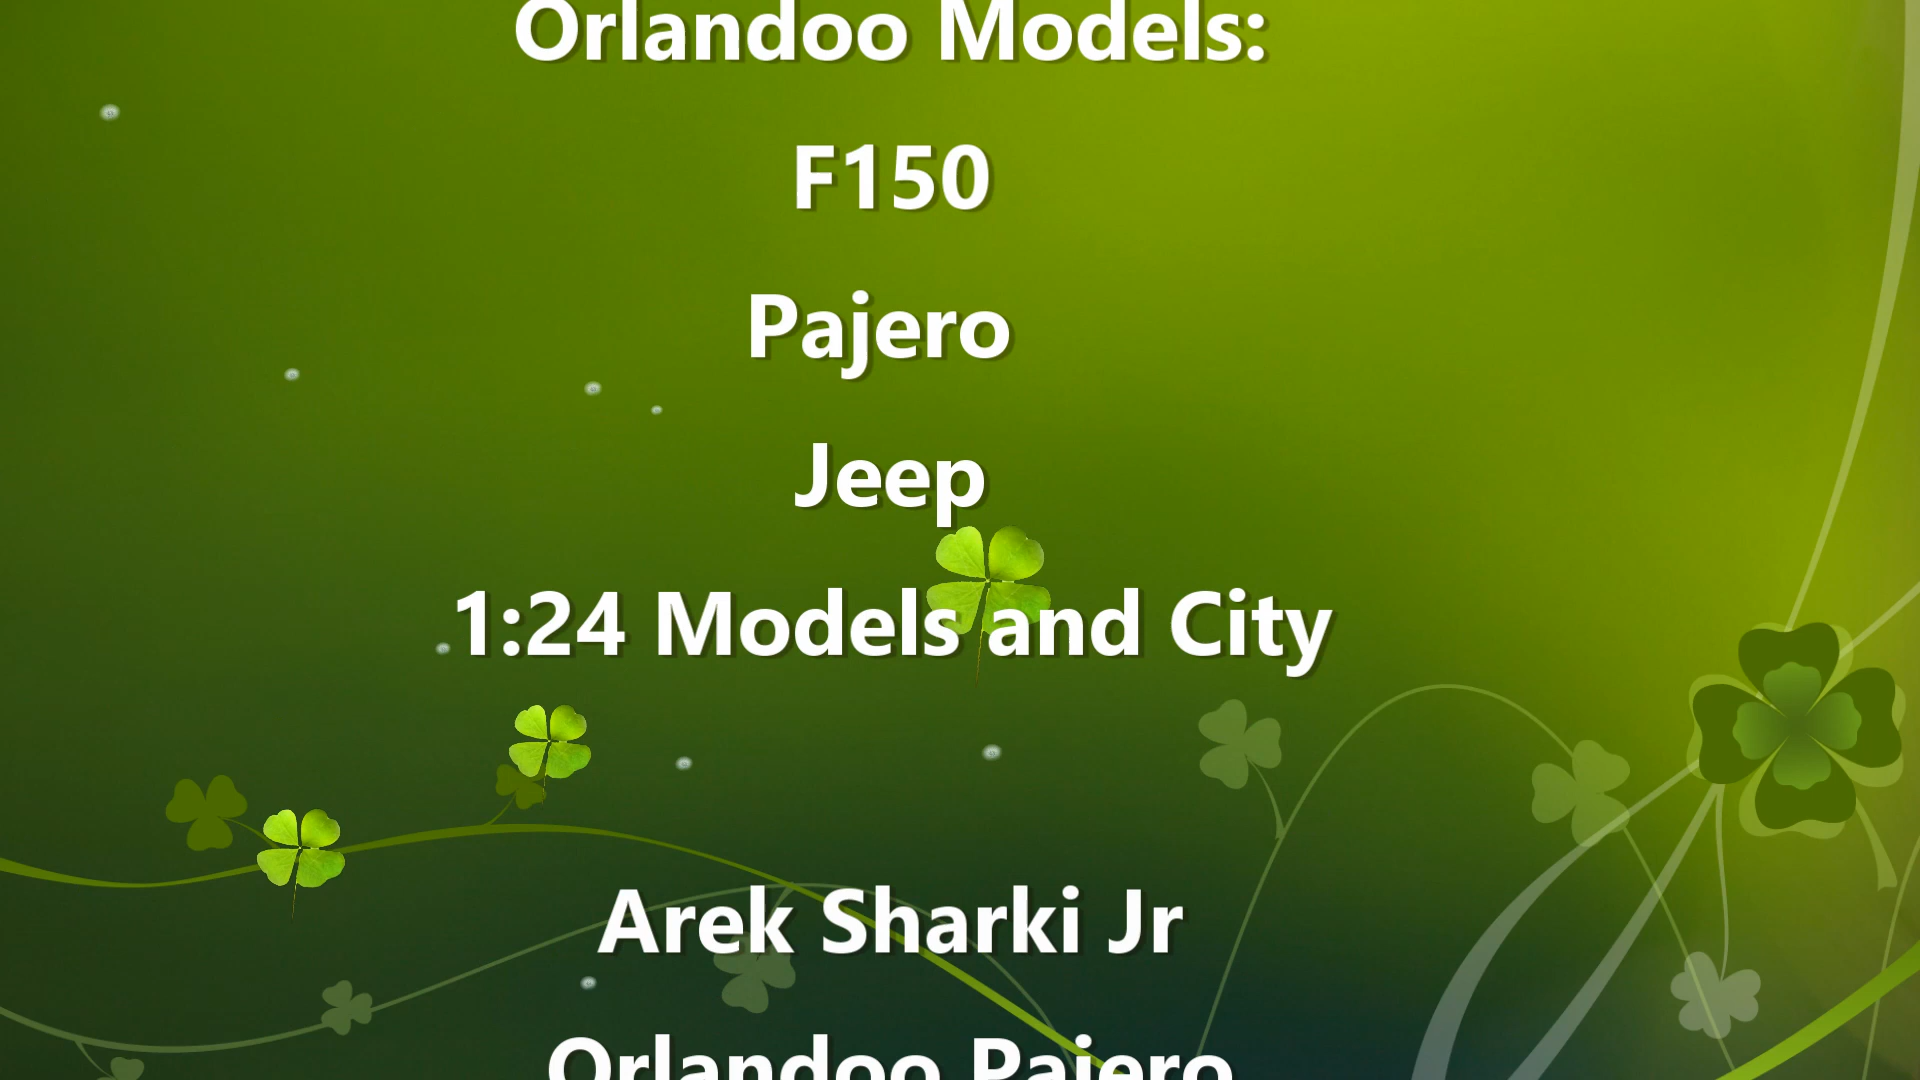 Orlandoo Models:
F150
Pajero
Jeep
1:24 Models and City
Arek Sharki Jr
Orlandoo Pajero